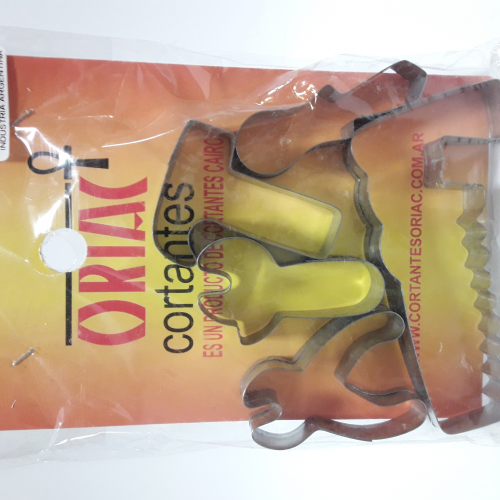 INDUSTRIA ARGENTINA
ORIAC
cortantes
ES UN PRODUCTO DE CORTANTES CAIRO
WWW.CORTANTESORIAC.COM.AR